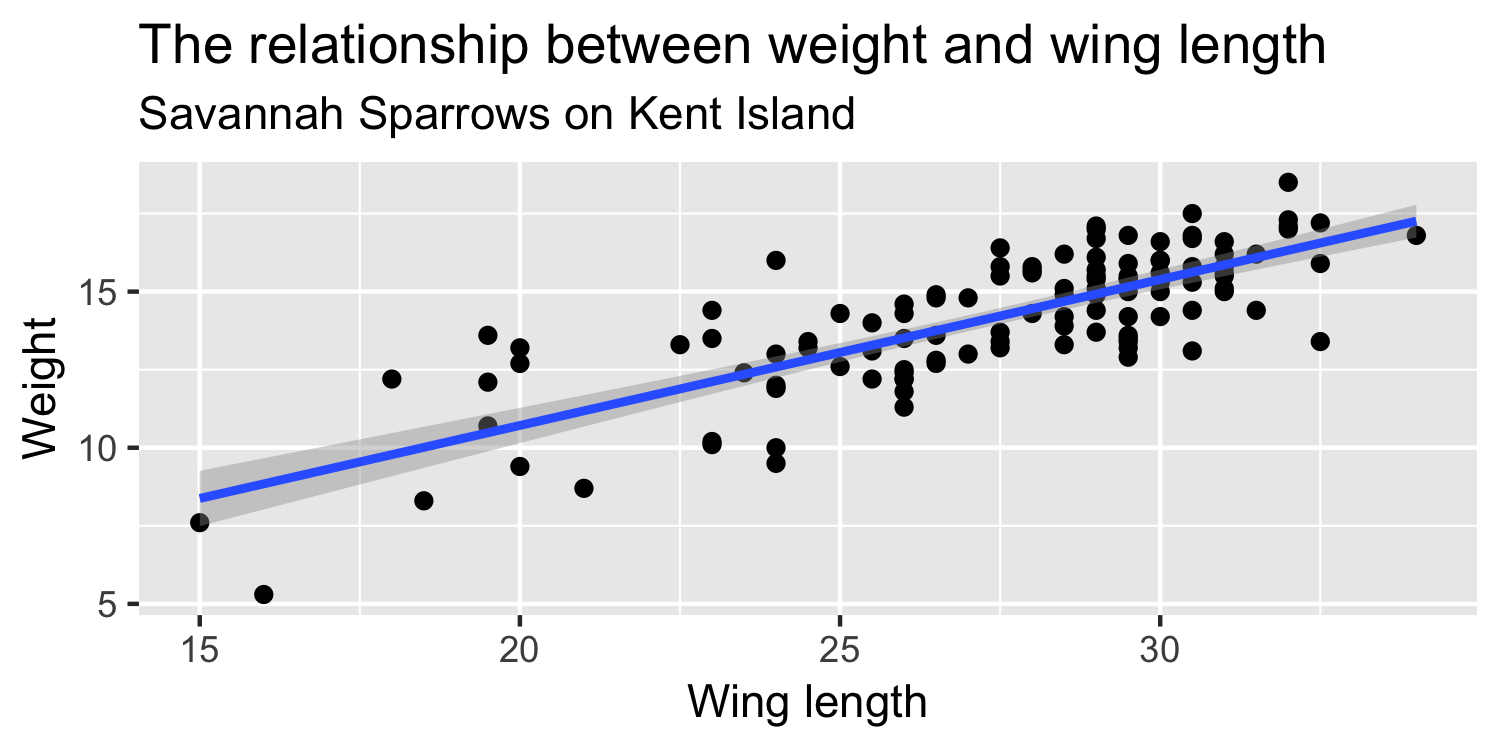 The relationship between weight and wing length
Savannah Sparrows on Kent Island
Weight
15
10
5
15 20 25 30
Wing length